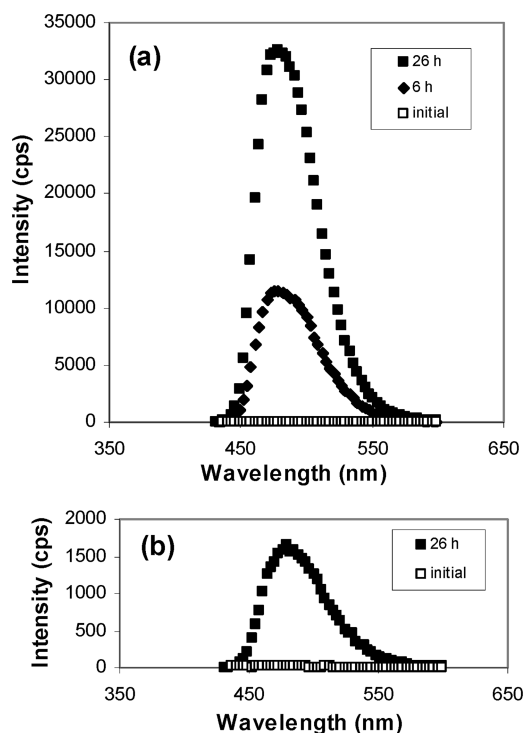 (a)
35000
30000
25000
20000
15000
10000
5000
0
Intensity (cps)
26 h
6 h
initial
350 450 550 650
Wavelength (nm)
(b)
2000
1500
1000
500
0
Intensity (cps)
26 h
initial
350 450 550 650
Wavelength (nm)